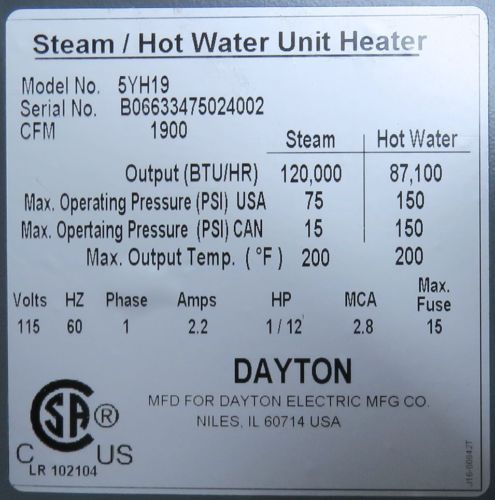 Steam / Hot Water Unit Heater
Model No. 5YH19
Serial No. B06633475024002
CFM 1900
Steam Hot Water
Output (BTU/HR) 120,000 87,100
Max. Operating Pressure (PSI) USA 75 150
Max. Opertaing Pressure (PSI) CAN 15 150
Max. Output Temp. ( °F ) 200 200
Volts HZ Phase Amps HP MCA Max. Fuse
115 60 1 2.2 1 / 12 2.8 15
DAYTON
MFD FOR DAYTON ELECTRIC MFG CO.
NILES, IL 60714 USA
SA ®
C US
LR 102104
J16-00842T